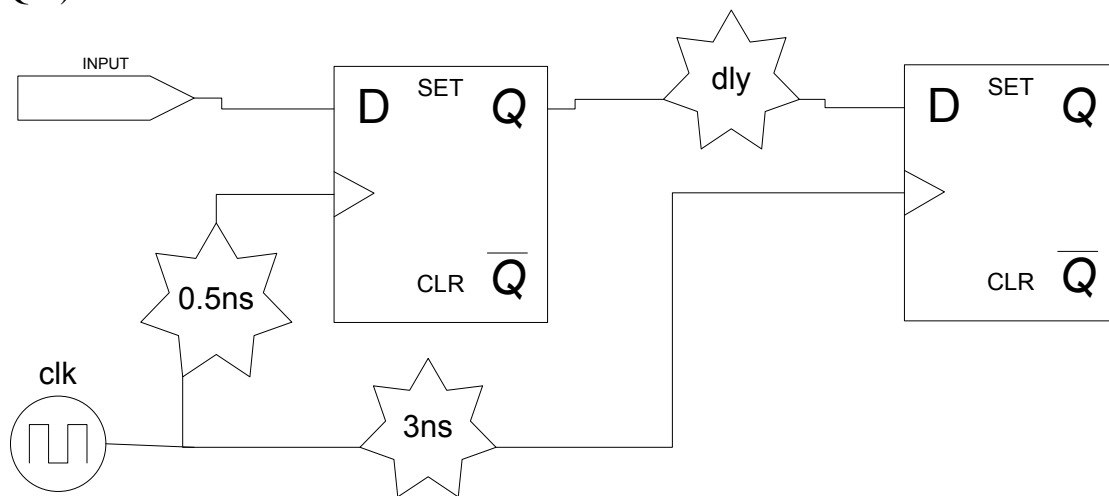 INPUT
D SET Q
CLR Q
dly
D SET Q
CLR Q
0.5ns
clk
3ns